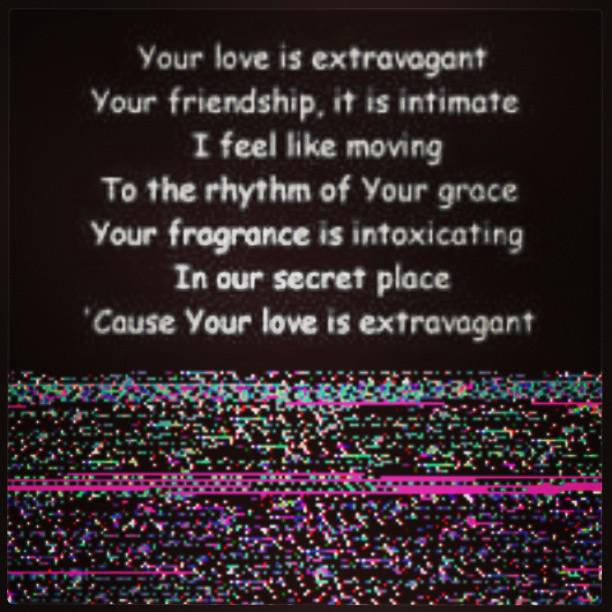 Your love is extravagant
Your friendship, it is intimate
I feel like moving
To the rhythm of Your grace
Your fragrance is intoxicating
In our secret place
'Cause Your love is extravagant